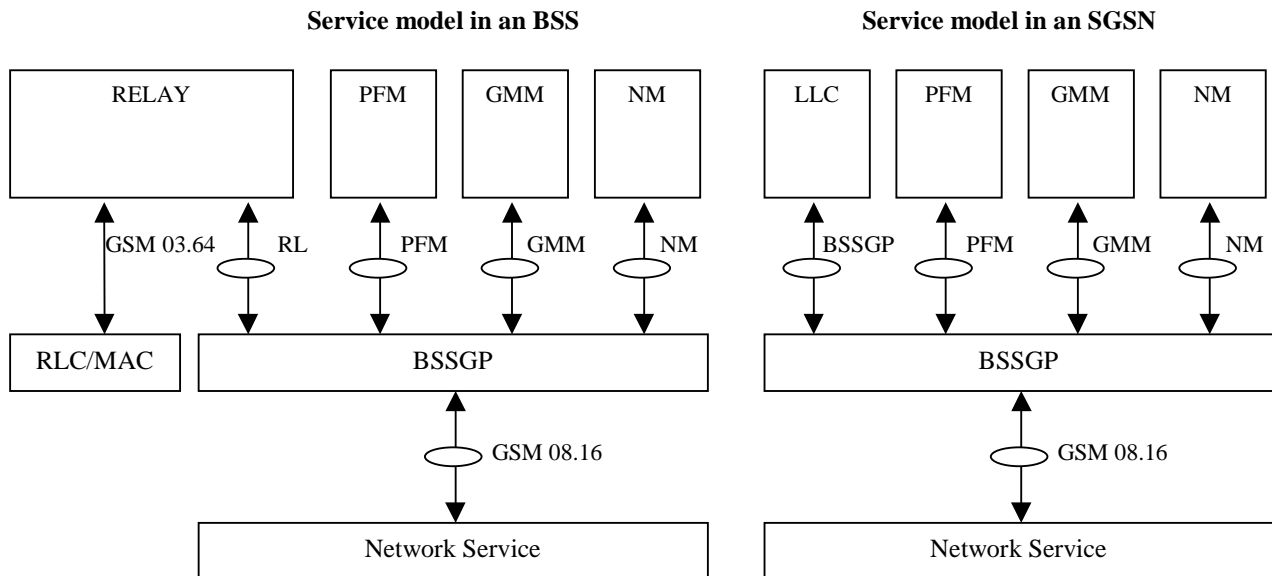 Service model in an BSS
Service model in an SGSN
RELAY
PFM
GMM
NM
LLC
PFM
GMM
NM
GSM 03.64
RL
PFM
GMM
NM
BSSGP
PFM
GMM
NM
RLC/MAC
BSSGP
BSSGP
GSM 08.16
GSM 08.16
Network Service
Network Service